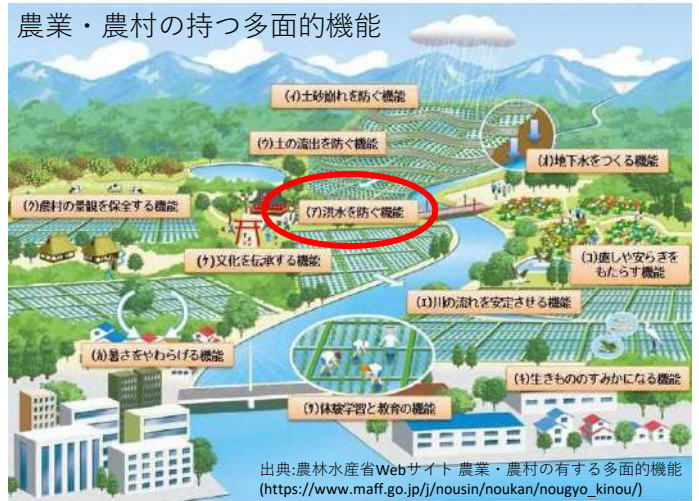 農業・農村の持つ多面的機能
(イ)土砂崩れを防ぐ機能
(ウ)土の流出を防ぐ機能
(オ)地下水をつくる機能
(ク)農村の景観を保全する機能
(ア)洪水を防ぐ機能
(ケ)文化を伝承する機能
(コ)癒しや安らぎを
もたらす機能
(エ)川の流れを安定させる機能
(カ)暑さをやわらげる機能
(キ)生きもののすみかになる機能
(サ)体験学習と教育の機能
出典:農林水産省Webサイト 農業・農村の有する多面的機能
(https://www.maff.go.jp/j/nousin/noukan/nougyo_kinou/)